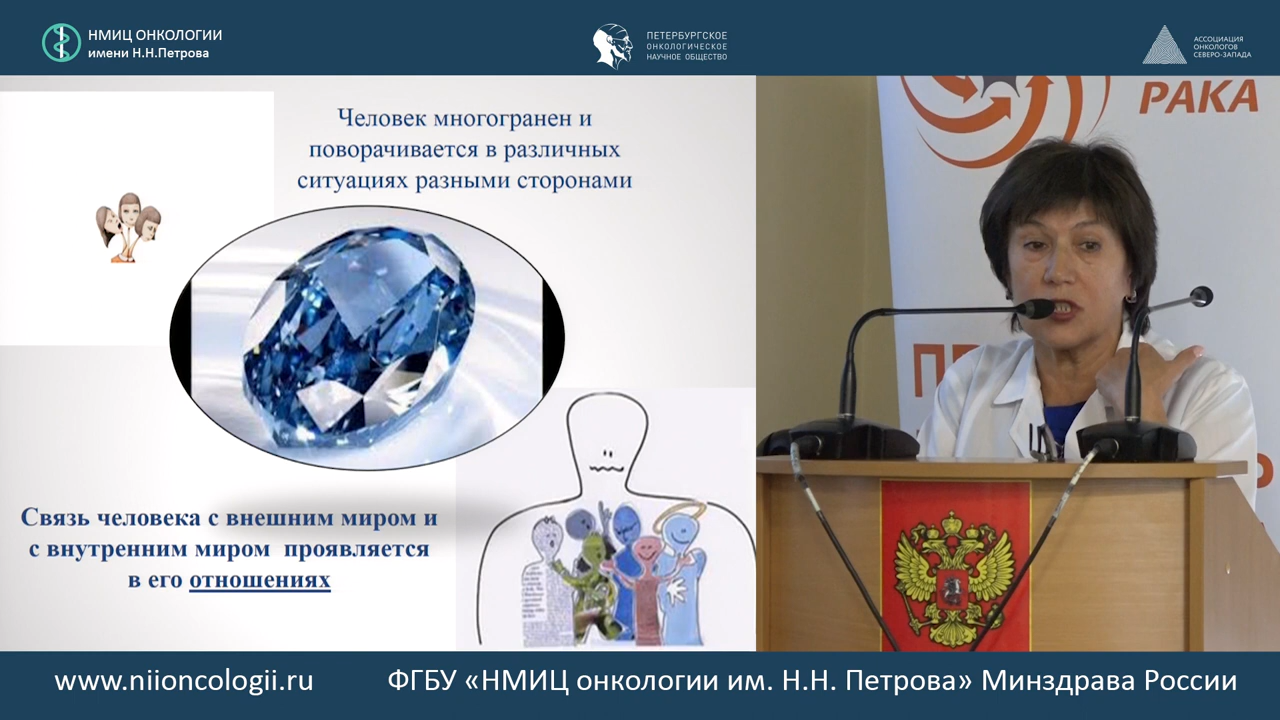 НМИЦ ОНКОЛОГИИ
имени Н.Н.Петрова
ПЕТЕРБУРГСКОЕ
ОНКОЛОГИЧЕСКОЕ
НАУЧНОЕ ОБЩЕСТВО
АССОЦИАЦИЯ
ОНКОЛОГОВ
СЕВЕРО-ЗАПАДА
Человек многогранен и
поворачивается в различных
ситуациях разными сторонами
РАКА
Связь человека с внешним миром и
с внутренним миром проявляется
в его отношениях
www.niioncologii.ru
ФГБУ «НМИЦ онкологии им. Н.Н. Петрова» Минздрава России